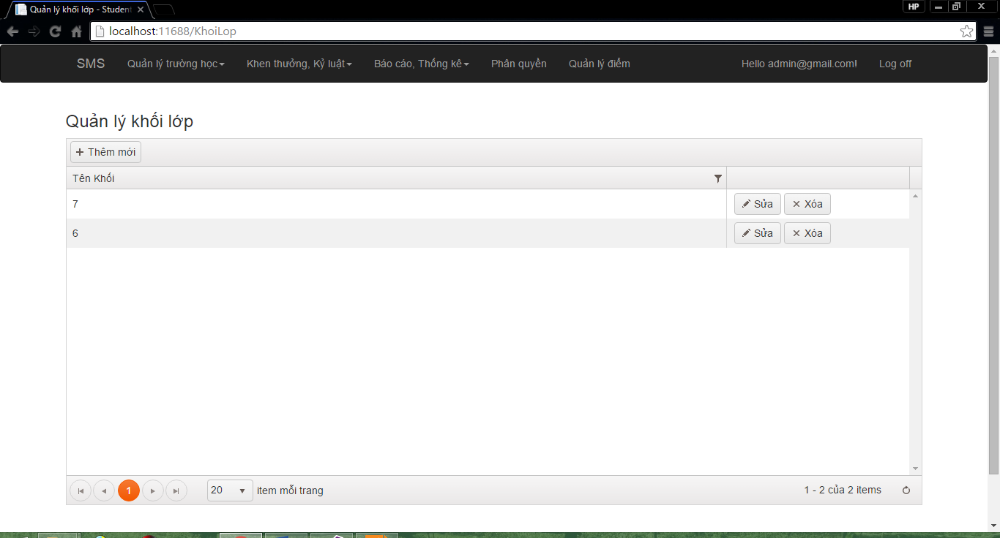 Quản lý khối lớp - Student
HP
localhost:11688/KhoiLop
SMS Quản lý trường học Khen thưởng, Kỷ luật Báo cáo, Thống kê Phân quyền Quản lý điểm Hello admin@gmail.com! Log off
Quản lý khối lớp
Thêm mới
Tên Khối
7 Sửa Xóa
6 Sửa Xóa
1 20 item mỗi trang 1 - 2 của 2 items